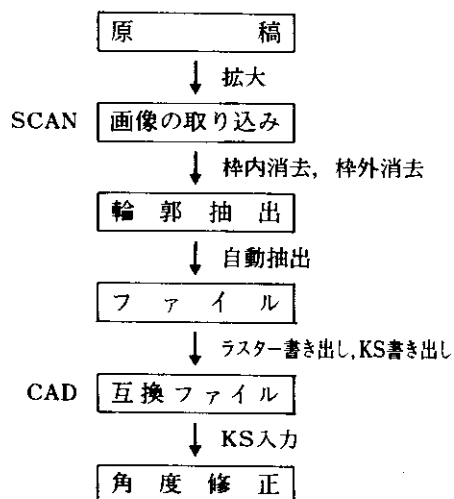 原稿
拡大
SCAN 画像の取り込み
枠内消去, 枠外消去
輪郭抽出
自動抽出
ファイル
ラスター書き出し, KS書き出し
CAD 互換ファイル
KS入力
角度修正